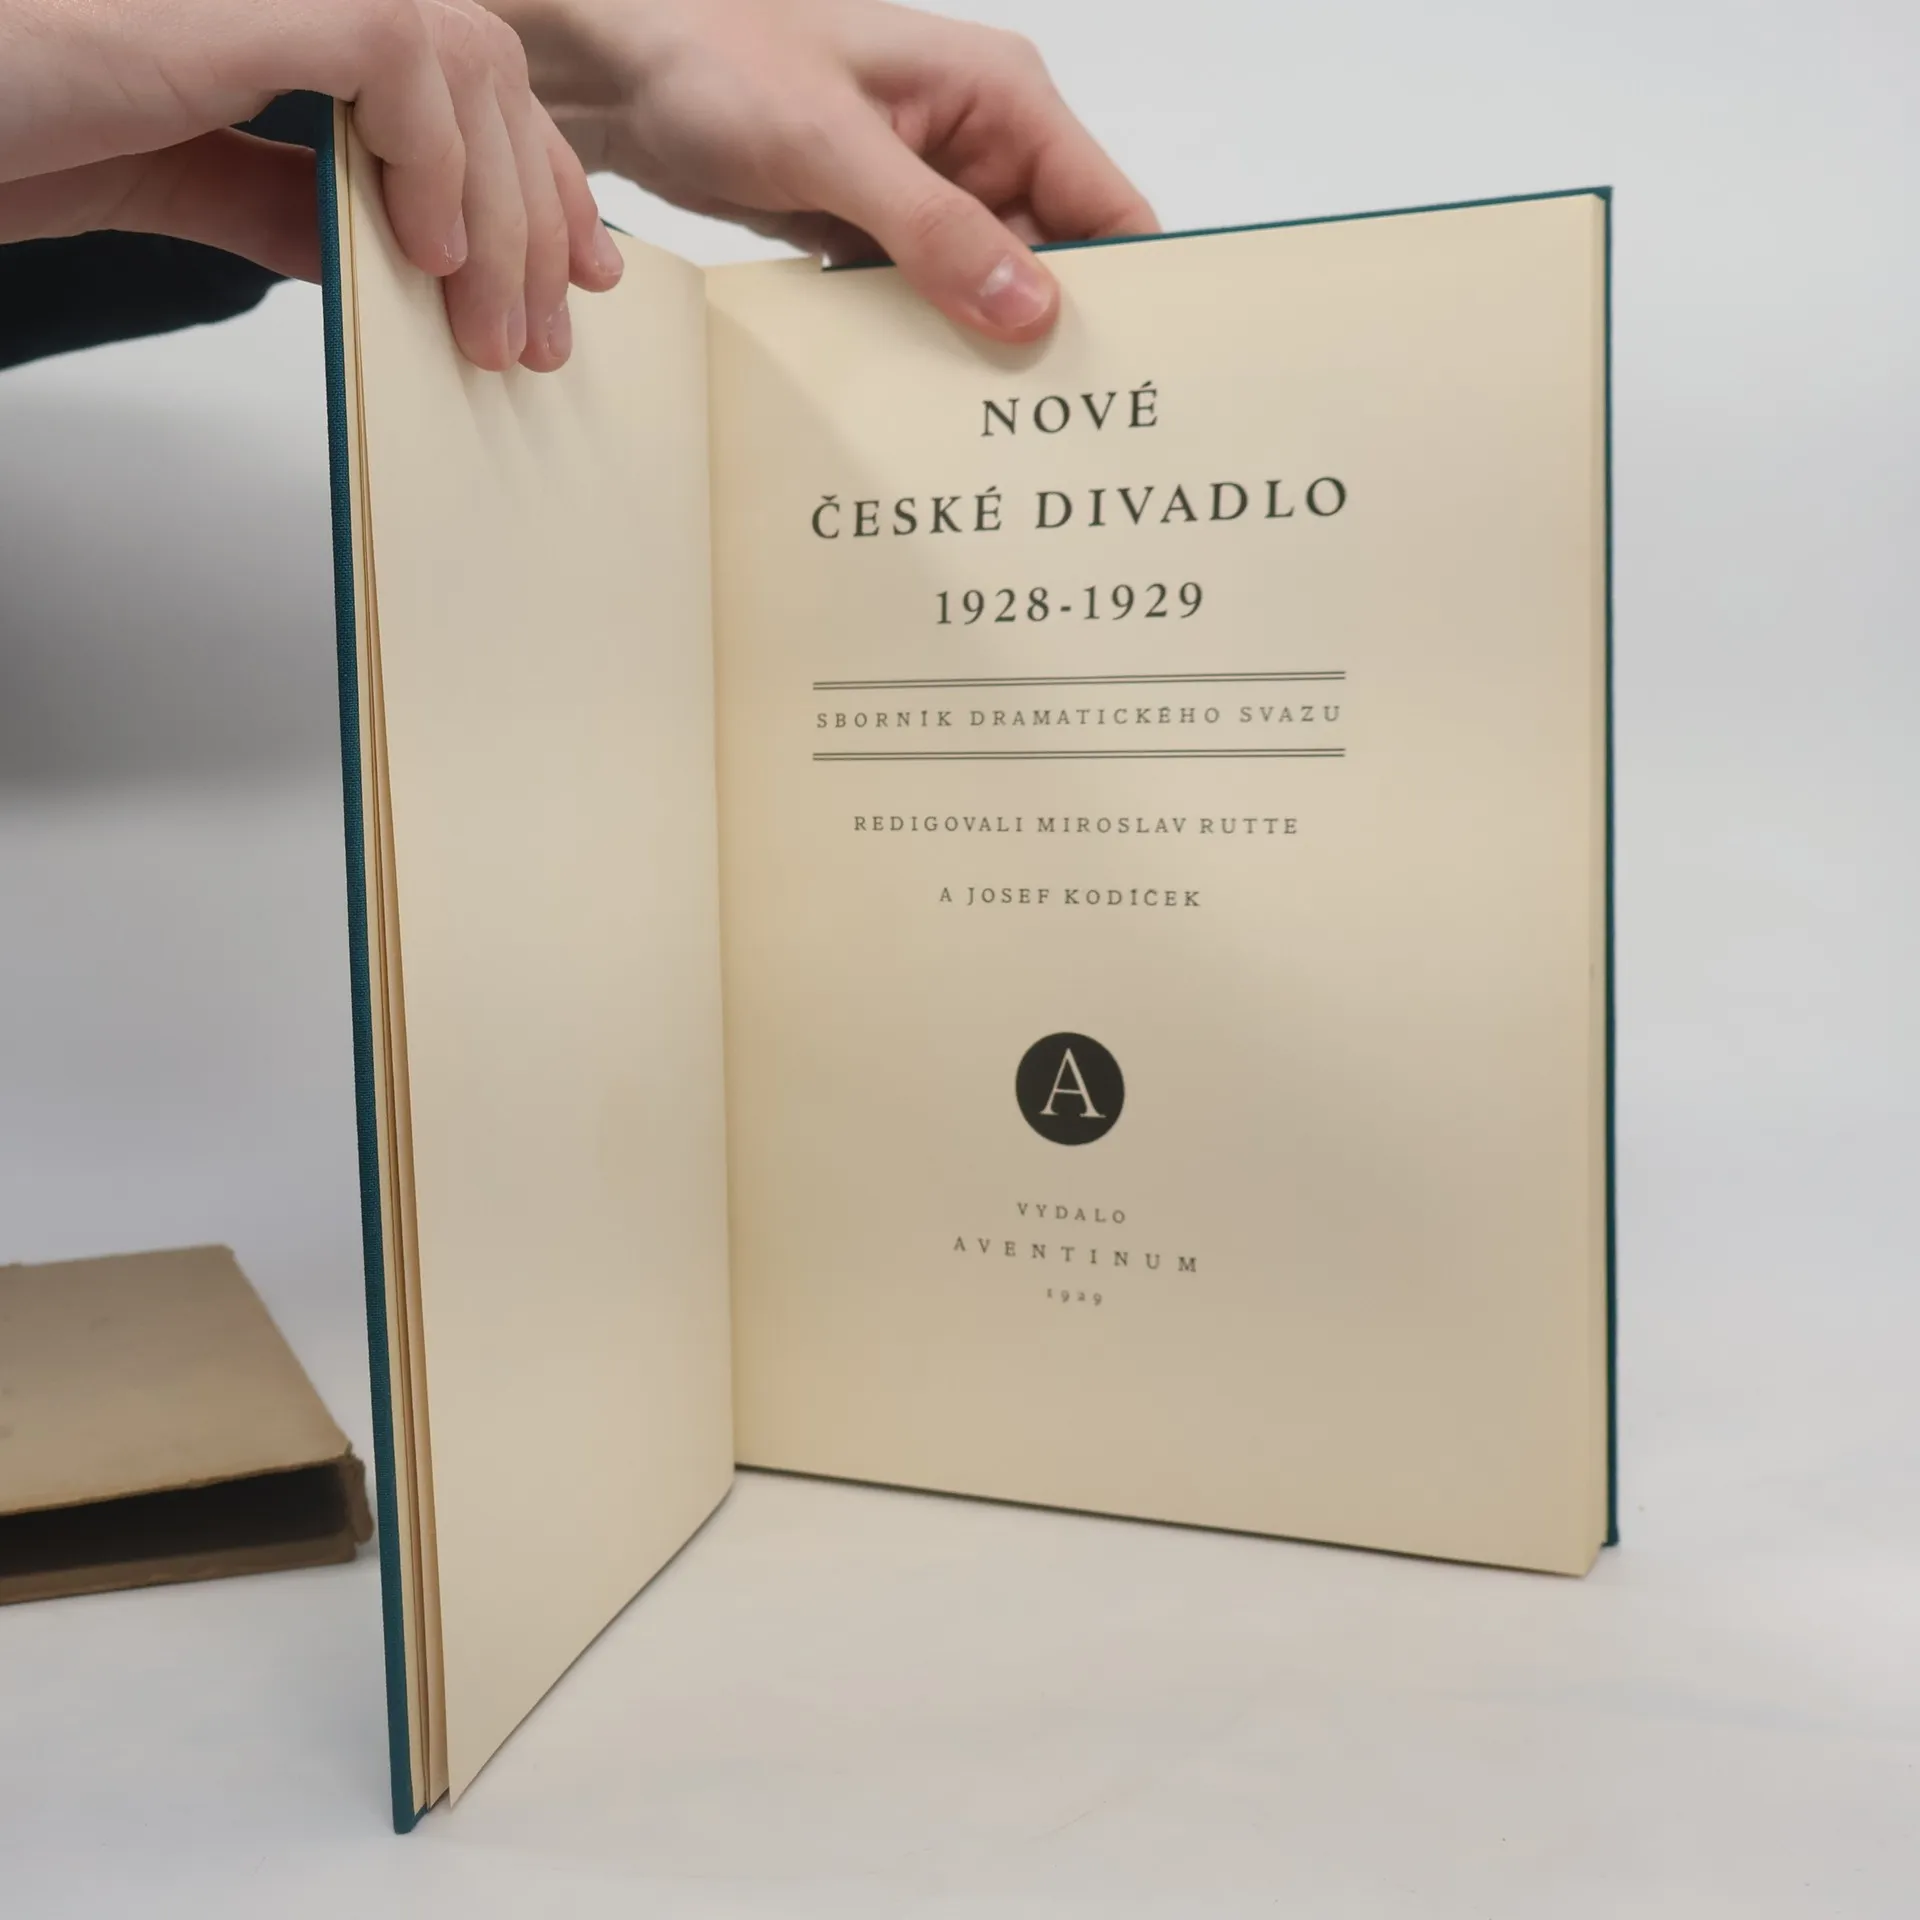 NOVÉ
ČESKÉ DIVADLO
1928-1929
SBORNÍK DRAMATICKÉHO SVAZU
REDIGOVALI MIROSLAV RUTTE
A JOSEF KODÍČEK
A
VYDALO
AVENTINUM
1929